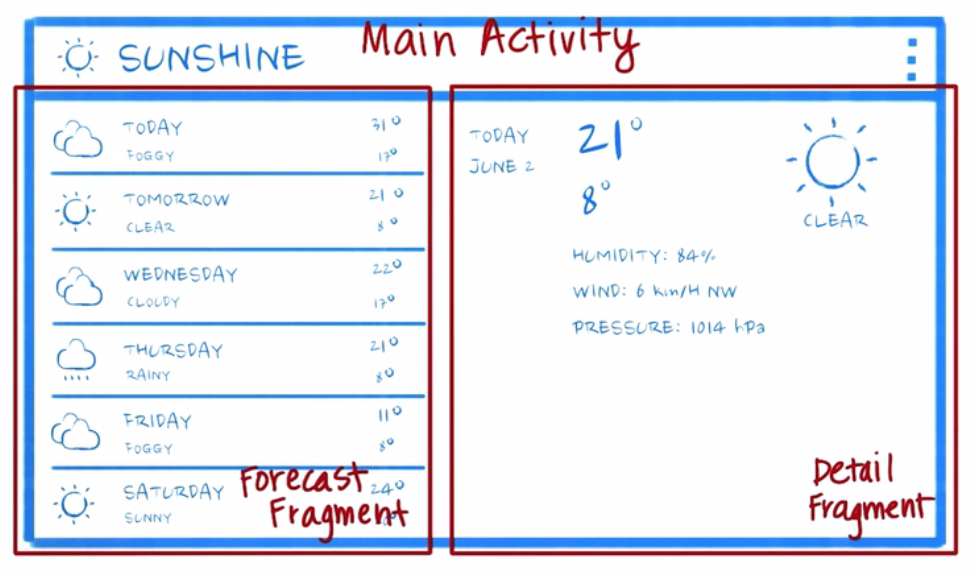 Main Activity
SUNSHINE
TODAY 31°
FOGGY 17°
TOMORROW 21°
CLEAR 8°
WEDNESDAY 22°
CLOUDY 17°
THURSDAY 21°
RAINY 8°
FRIDAY 11°
FOGGY 8°
SATURDAY 24°
SUNNY
Forecast
Fragment
TODAY 21°
JUNE 2
8°
CLEAR
HUMIDITY: 84%
WIND: 6 km/H NW
PRESSURE: 1014 hPa
Detail
Fragment